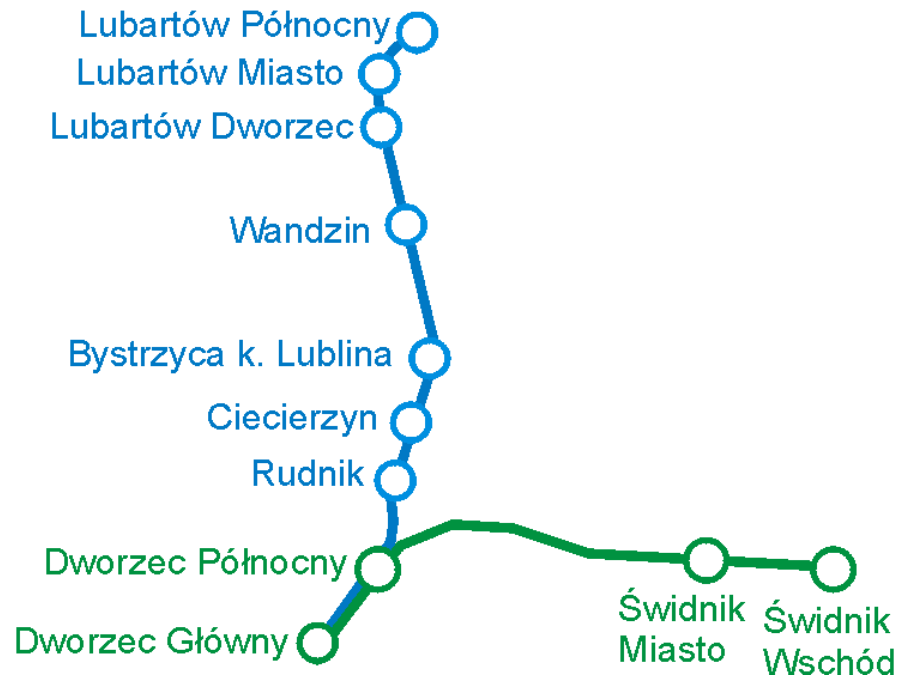 Lubartów Północny
Lubartów Miasto
Lubartów Dworzec
Wandzin
Bystrzyca k. Lublina
Ciecierzyn
Rudnik
Dworzec Północny
Dworzec Główny
Świdnik
Miasto
Świdnik
Wschód